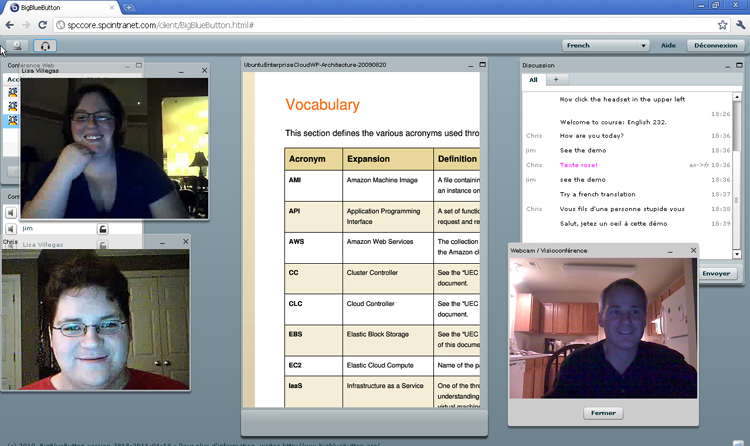 BigBlueButton
spccore.spcintranet.com/client/BigBlueButton.html#
French
Aide
Déconnexion
Conférence Web
Lisa Villegas
jim
Lisa Villegas
Chris
UbuntuEnterpriseCloudWP-Architecture-20090820
Vocabulary
This section defines the various acronyms used thro
Acronym Expansion Definition
AMI Amazon Machine Image A file containin
an instance on
API Application Programming A set of functio
Interface request and re
AWS Amazon Web Services The collection
the Amazon cl
CC Cluster Controller See the "UEC
document.
CLC Cloud Controller See the "UEC
document.
EBS Elastic Block Storage See the "UEC
of this docume
EC2 Elastic Cloud Compute Name of the pa
IaaS Infrastructure as a Service One of the thre
understanding
virtual machin
Discussion
All +
Now click the headset in the upper left
18:26
Welcome to course: English 232.
Chris How are you today? 18:36
jim See the demo 18:36
Chris Texte rose! en->fr 18:36
jim see the demo 18:36
Try a french translation 18:37
Chris Vous fils d'une personne stupide vous 18:38
Salut, jetez un oeil à cette démo 18:39
Envoyer
Webcam / Visioconférence
Fermer